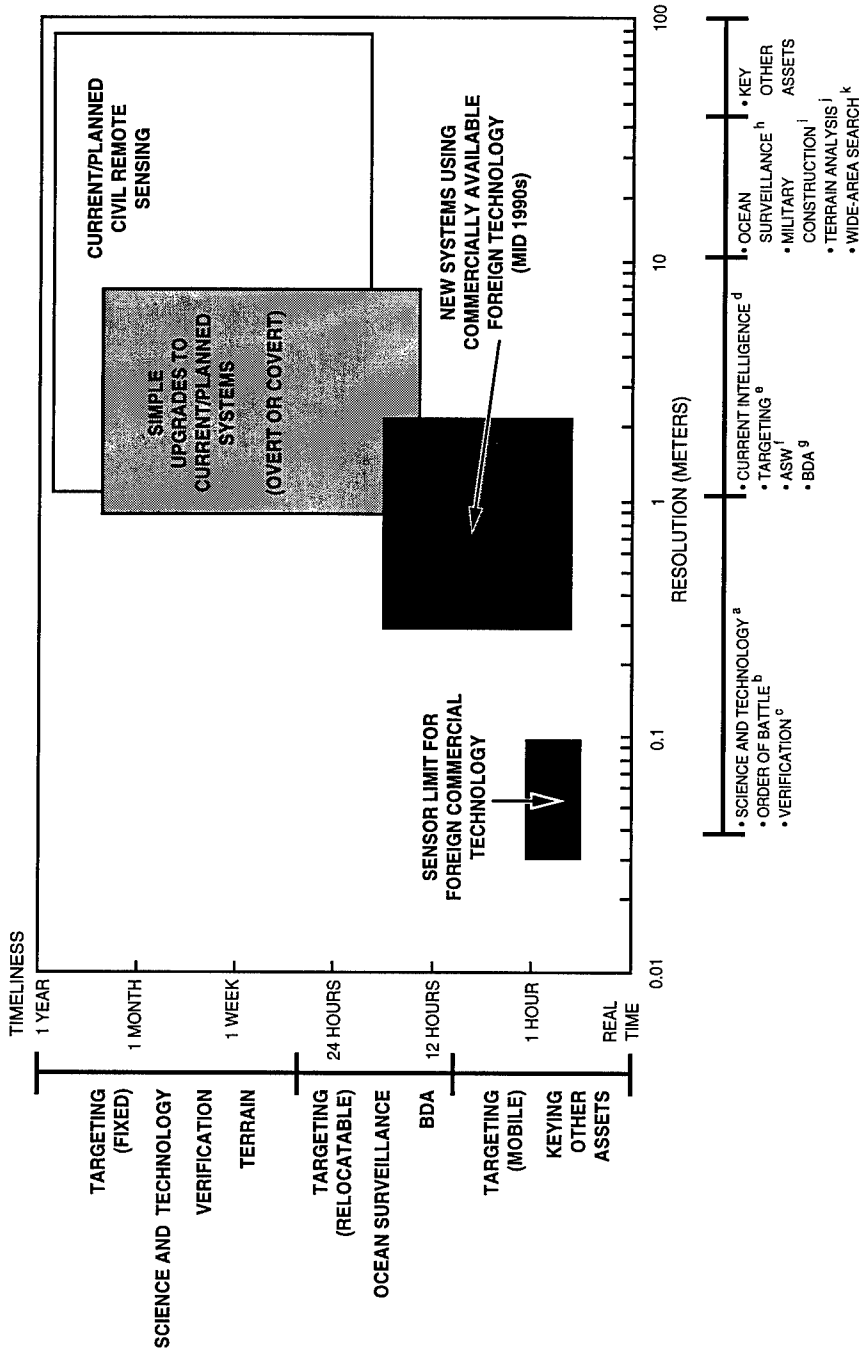 TIMELINESS
1 YEAR
1 MONTH
1 WEEK
24 HOURS
12 HOURS
1 HOUR
REAL
TIME
TARGETING
(FIXED)
SCIENCE AND TECHNOLOGY
VERIFICATION
TERRAIN
TARGETING
(RELOCATABLE)
OCEAN SURVEILLANCE
BDA
TARGETING
(MOBILE)
KEYING
OTHER
ASSETS
CURRENT/PLANNED
CIVIL REMOTE
SENSING
SIMPLE
UPGRADES TO
CURRENT/PLANNED
SYSTEMS
(OVERT OR COVERT)
NEW SYSTEMS USING
COMMERCIALLY AVAILABLE
FOREIGN TECHNOLOGY
(MID 1990s)
SENSOR LIMIT FOR
FOREIGN COMMERCIAL
TECHNOLOGY
0.01
0.1
1
10
100
RESOLUTION (METERS)
• SCIENCE AND TECHNOLOGY a
• ORDER OF BATTLE b
• VERIFICATION c
• CURRENT INTELLIGENCE d
• TARGETING e
• ASW f
• BDA g
• OCEAN
SURVEILLANCE h
• MILITARY
CONSTRUCTION i
• TERRAIN ANALYSIS j
• WIDE-AREA SEARCH k
• KEY
OTHER
ASSETS